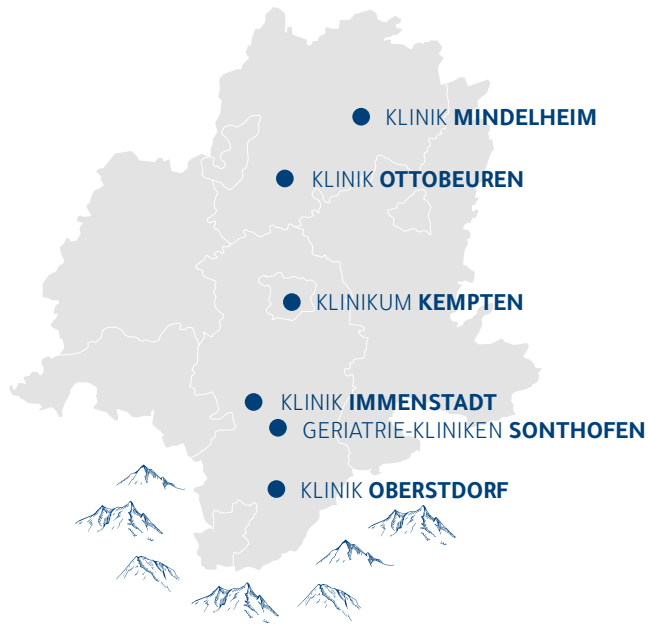 KLINIK MINDELHEIM
KLINIK OTTOBEUREN
KLINIKUM KEMPTEN
KLINIK IMMENSTADT
GERIATRIE-KLINIKEN SONTHOFEN
KLINIK OBERSTDORF